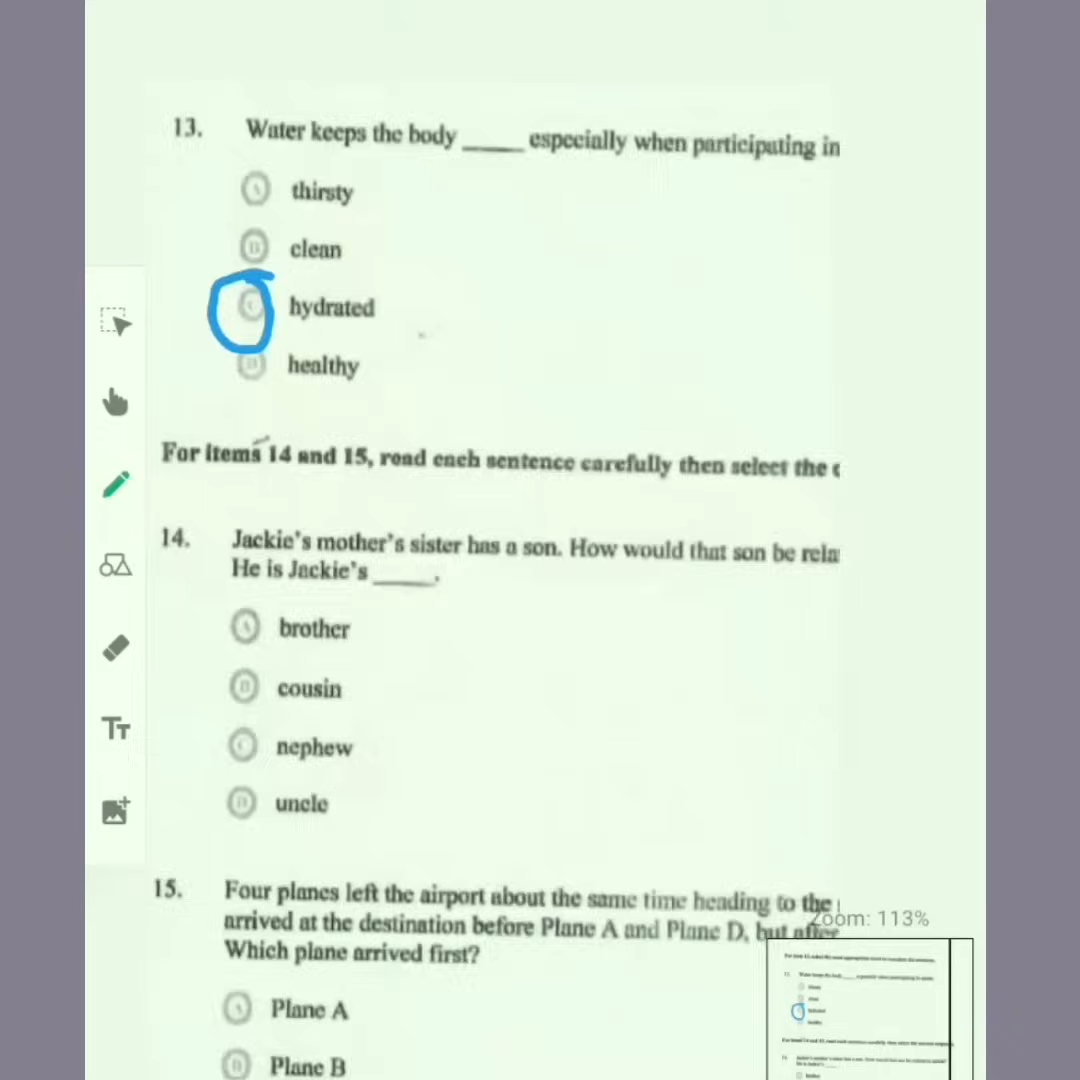 13. Water keeps the body _____ especially when participating in
A thirsty
B clean
C hydrated
D healthy
For items 14 and 15, read each sentence carefully then select the
14. Jackie's mother's sister has a son. How would that son be rela
He is Jackie's _____.
A brother
B cousin
C nephew
D uncle
15. Four planes left the airport about the same time heading to the
arrived at the destination before Plane A and Plane D, but after
Which plane arrived first?
A Plane A
B Plane B
Tт
Zoom: 113%